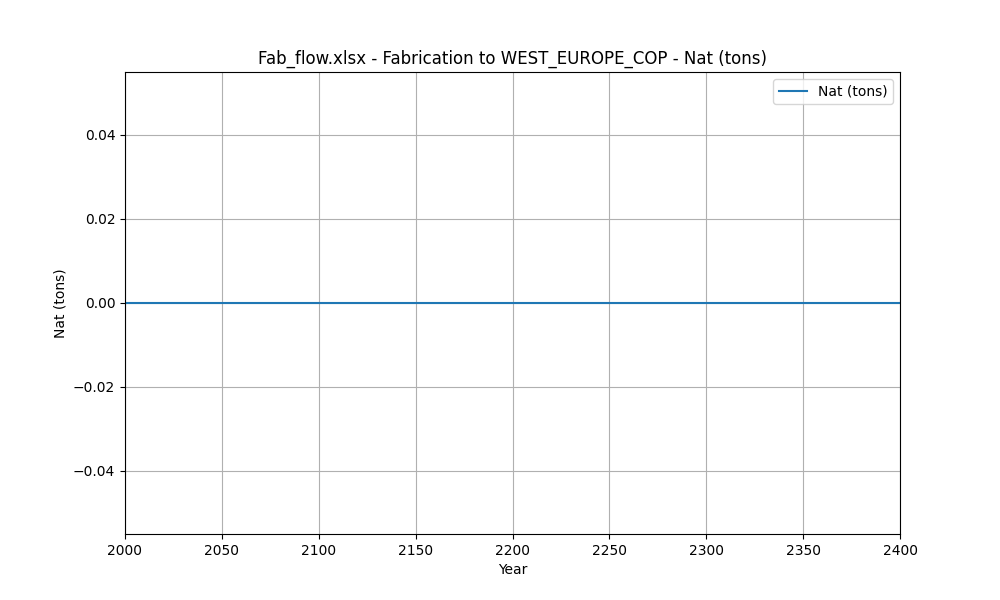 Fab_flow.xlsx - Fabrication to WEST_EUROPE_COP - Nat (tons)
Nat (tons)
0.04
0.02
0.00
−0.02
−0.04
Nat (tons)
2000 2050 2100 2150 2200 2250 2300 2350 2400
Year